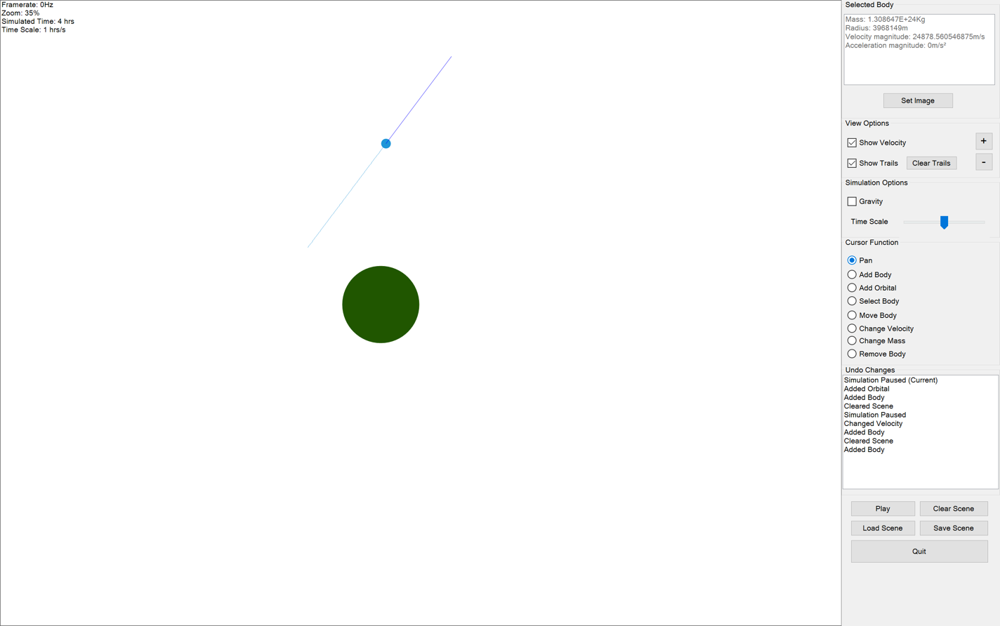 Framerate: 0Hz
Zoom: 35%
Simulated Time: 4 hrs
Time Scale: 1 hrs/s
Selected Body
Mass: 1.308647E+24Kg
Radius: 3968149m
Velocity magnitude: 24878.560546875m/s
Acceleration magnitude: 0m/s²
Set Image
View Options
Show Velocity
+
Show Trails
Clear Trails
-
Simulation Options
Gravity
Time Scale
Cursor Function
Pan
Add Body
Add Orbital
Select Body
Move Body
Change Velocity
Change Mass
Remove Body
Undo Changes
Simulation Paused (Current)
Added Orbital
Added Body
Cleared Scene
Simulation Paused
Changed Velocity
Added Body
Cleared Scene
Added Body
Play
Clear Scene
Load Scene
Save Scene
Quit